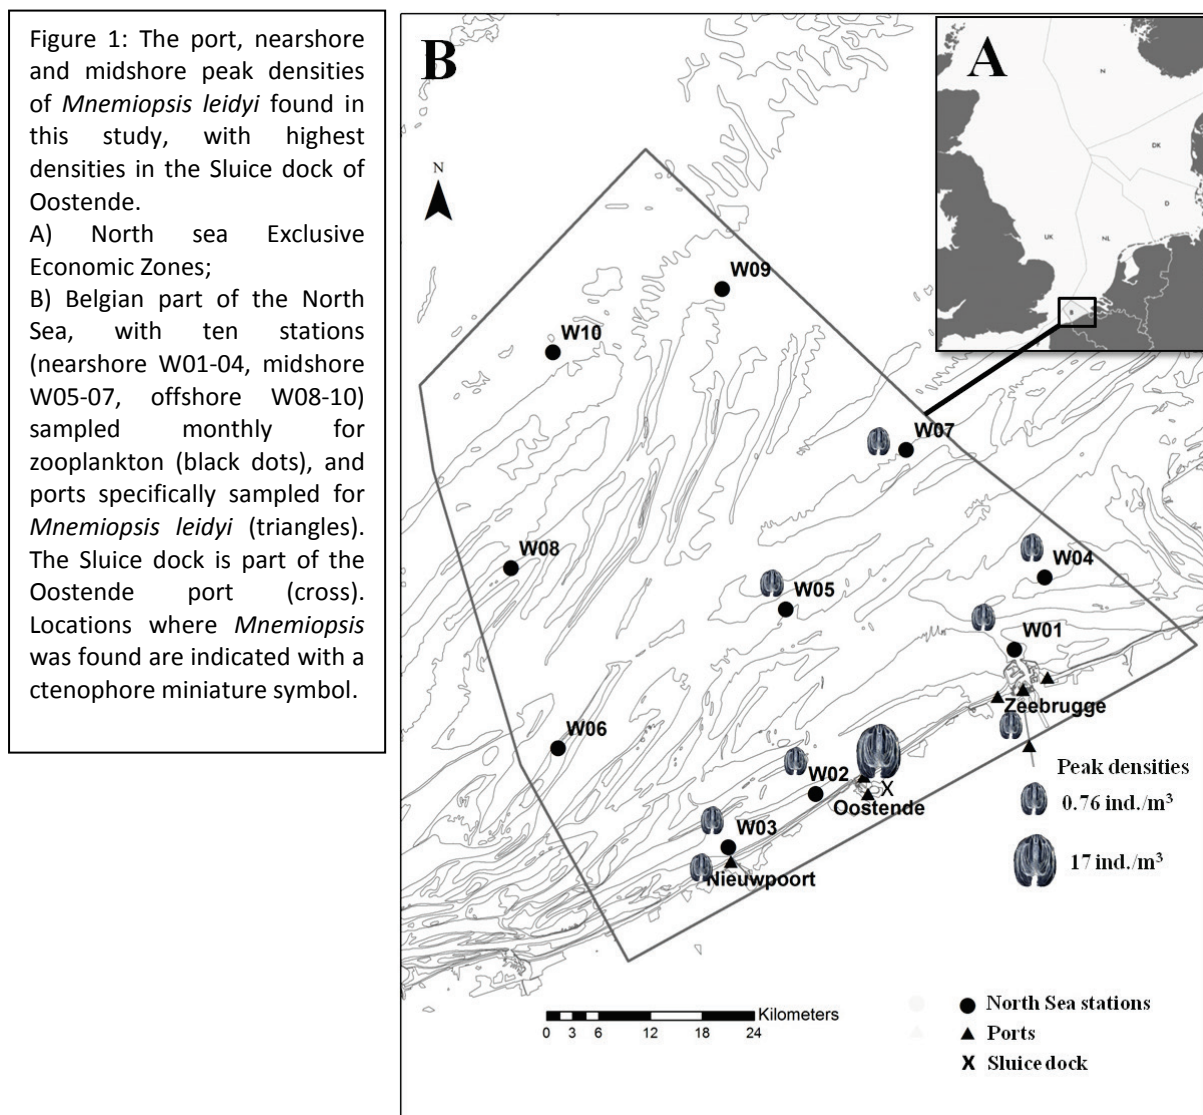 Figure 1: The port, nearshore
and midshore peak densities
of Mnemiopsis leidyi found in
this study, with highest
densities in the Sluice dock of
Oostende.
A) North sea Exclusive
Economic Zones;
B) Belgian part of the North
Sea, with ten stations
(nearshore W01-04, midshore
W05-07, offshore W08-10)
sampled monthly for
zooplankton (black dots), and
ports specifically sampled for
Mnemiopsis leidyi (triangles).
The Sluice dock is part of the
Oostende port (cross).
Locations where Mnemiopsis
was found are indicated with a
ctenophore miniature symbol.
B
A
N
DK
D
UK
NL
B
N
W09
W10
W07
W08
W05
W04
W01
Zeebrugge
W06
W02
X
Oostende
W03
Nieuwpoort
Peak densities
0.76 ind./m³
17 ind./m³
Kilometers
0 3 6 12 18 24
North Sea stations
Ports
X Sluice dock